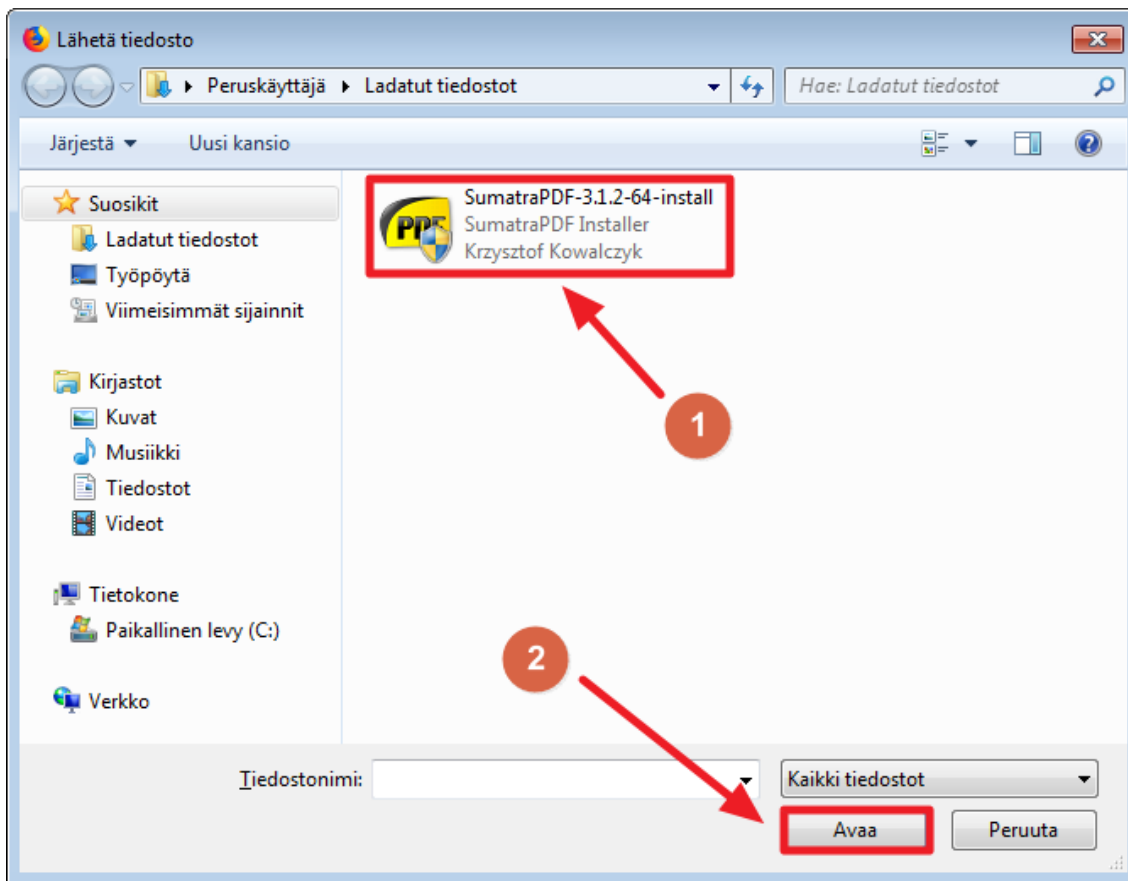 Lähetä tiedosto
Peruskäyttäjä Ladatut tiedostot
Hae: Ladatut tiedostot
Järjestä Uusi kansio
Suosikit
Ladatut tiedostot
Työpöytä
Viimeisimmät sijainnit
Kirjastot
Kuvat
Musiikki
Tiedostot
Videot
Tietokone
Paikallinen levy (C:)
Verkko
PDF
SumatraPDF-3.1.2-64-install
SumatraPDF Installer
Krzysztof Kowalczyk
1
2
Tiedostonimi:
Kaikki tiedostot
Avaa Peruuta